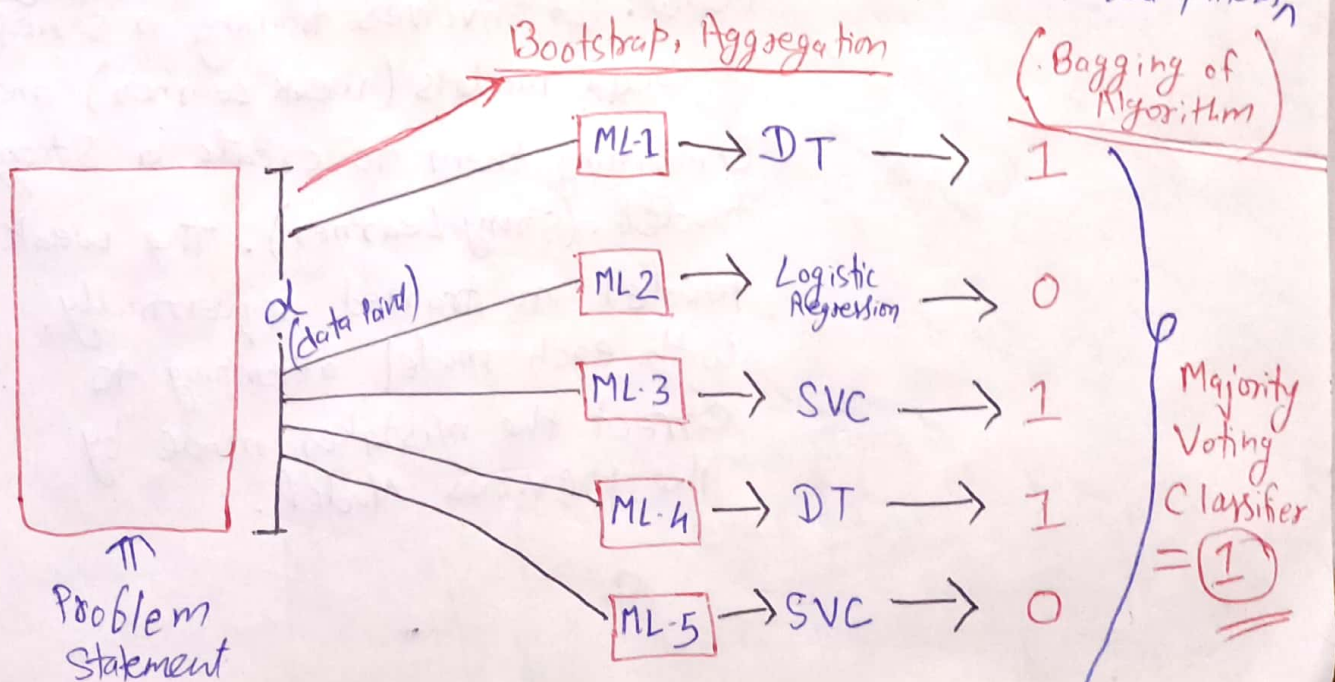 Bootstrap, Aggregation
(Bagging of
Algorithm)
ML-1 → DT → 1
ML2 → Logistic
Regression → 0
ML-3 → SVC → 1
ML-4 → DT → 1
ML-5 → SVC → 0
d
(data Point)
Problem
Statement
Majority
Voting
Classifier
= 1